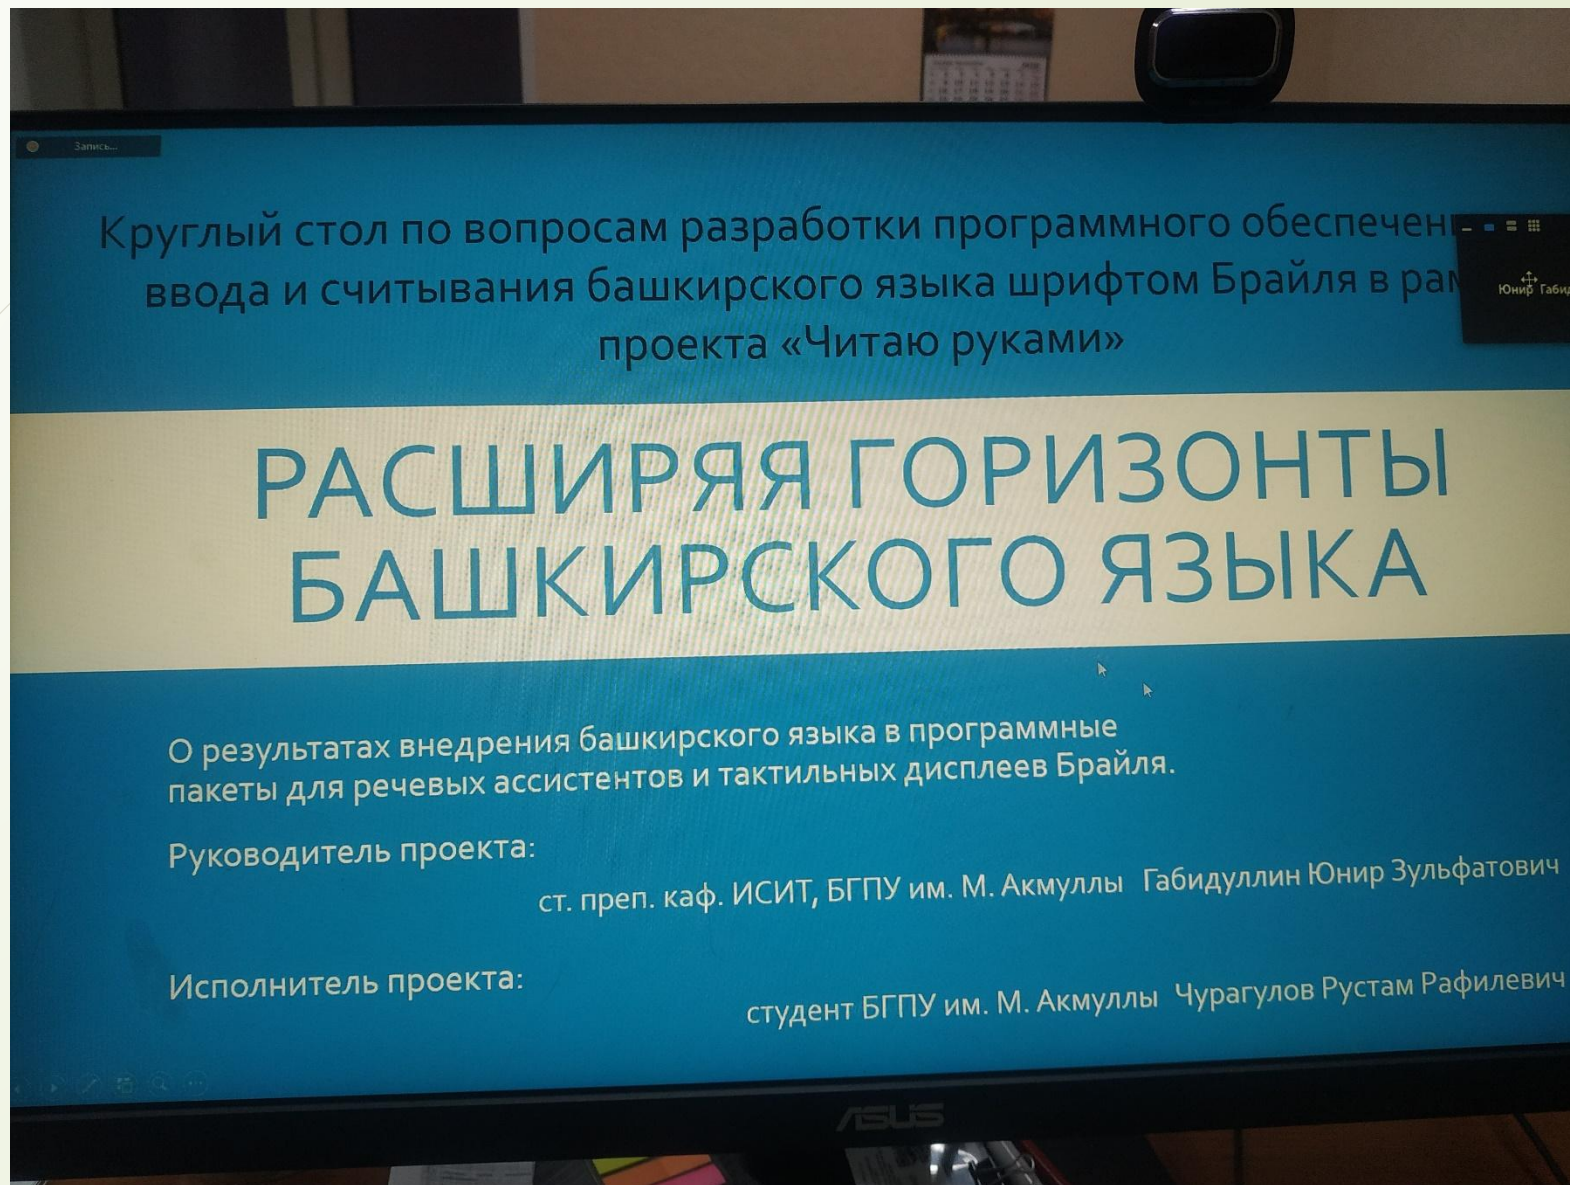 Запись...
Круглый стол по вопросам разработки программного
ввода и считывания башкирского языка шрифтом Брайля в
проекта «Читаю руками»
Юнир
РАСШИРЯЯ ГОРИЗОНТЫ
БАШКИРСКОГО ЯЗЫКА
О результатах внедрения башкирского языка в программные
пакеты для речевых ассистентов и тактильных дисплеев Брайля.
Руководитель проекта:
ст. преп. каф. ИСИТ, БГПУ им. М. Акмуллы Габидуллин Юнир Зульфатович
Исполнитель проекта:
студент БГПУ им. М. Акмуллы Чурагулов Рустам Рафилевич
ASUS